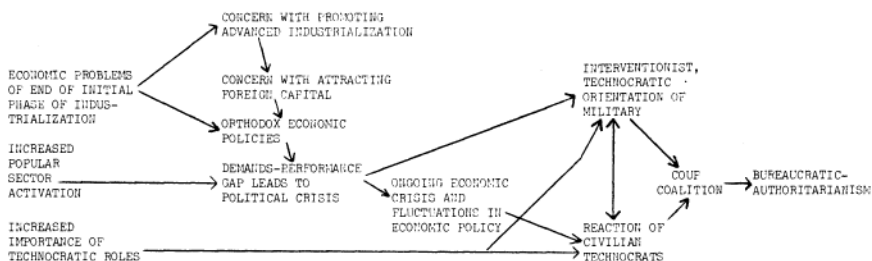 CONCERN WITH PROMOTING
ADVANCED INDUSTRIALIZATION
ECONOMIC PROBLEMS
OF END OF INITIAL
PHASE OF INDUS-
TRIALIZATION
CONCERN WITH ATTRACTING
FOREIGN CAPITAL
ORTHODOX ECONOMIC
POLICIES
INTERVENTIONIST,
TECHNOCRATIC
ORIENTATION OF
MILITARY
INCREASED
POPULAR
SECTOR
ACTIVATION
DEMANDS-PERFORMANCE
GAP LEADS TO
POLITICAL CRISIS
ONGOING ECONOMIC
CRISIS AND
FLUCTUATIONS IN
ECONOMIC POLICY
COUP
COALITION
BUREAUCRATIC-
AUTHORITARIANISM
INCREASED
IMPORTANCE OF
TECHNOCRATIC ROLES
REACTION OF
CIVILIAN
TECHNOCRATS